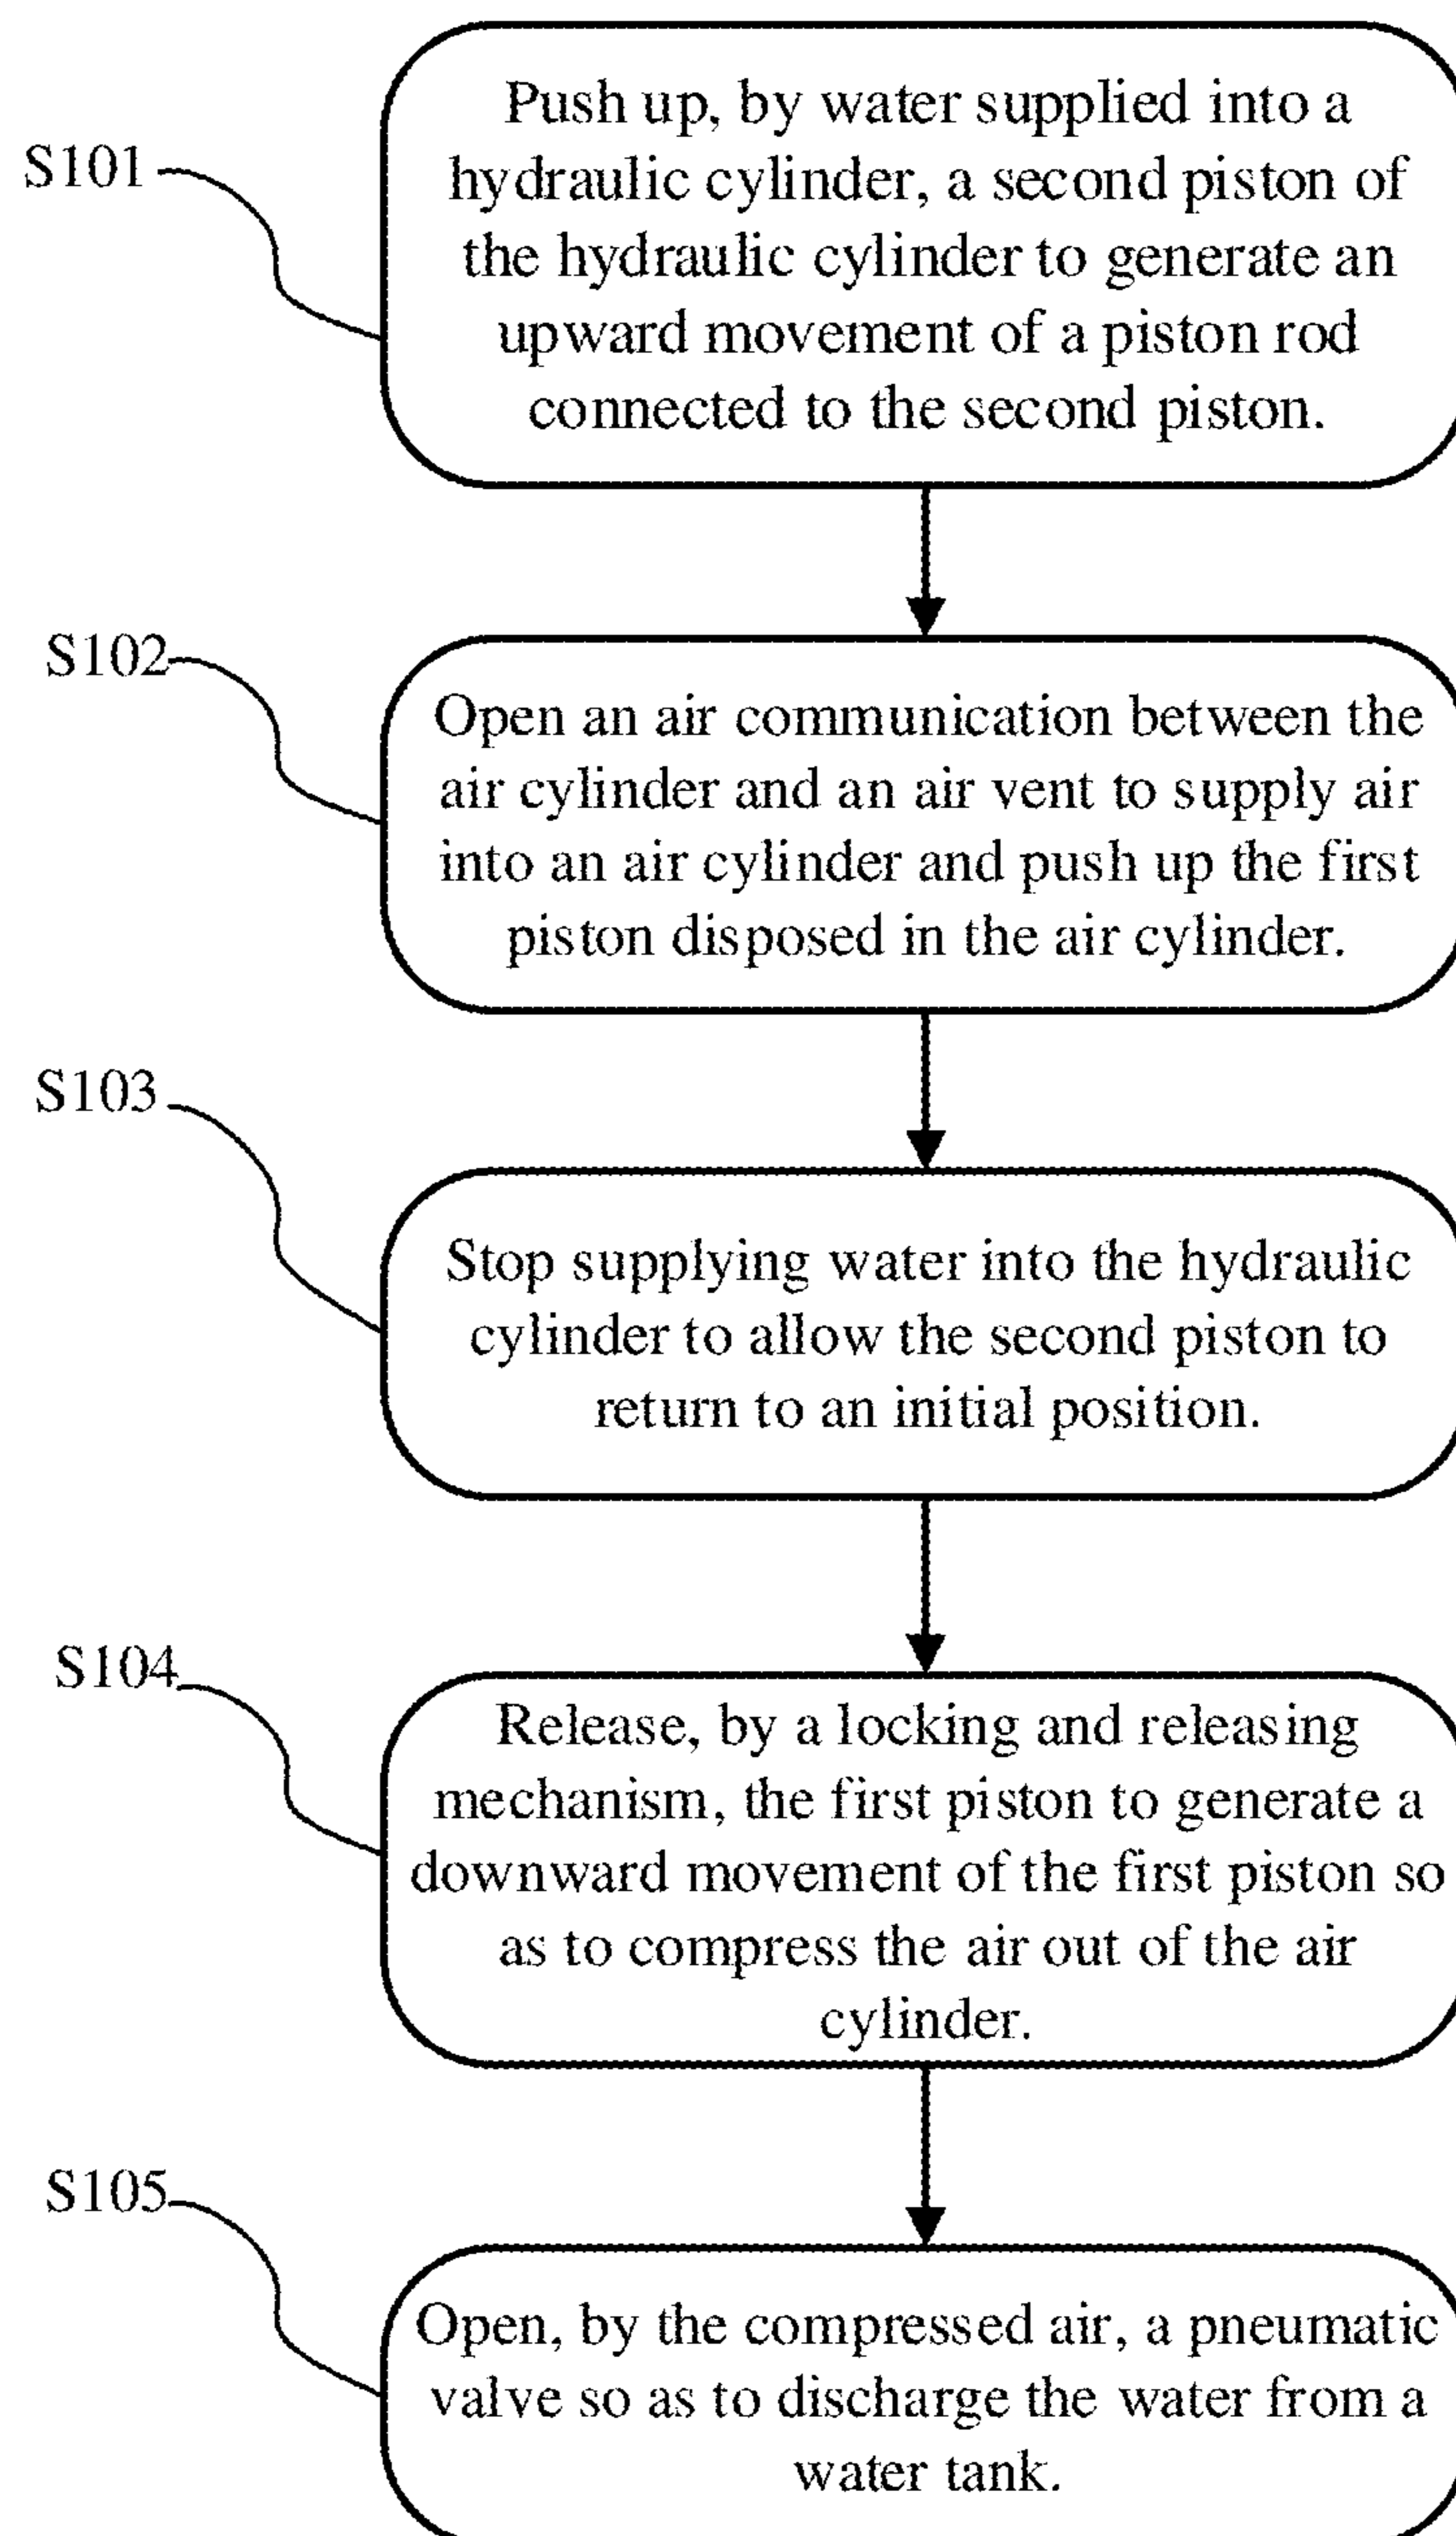 S101
Push up, by water supplied into a
hydraulic cylinder, a second piston of
the hydraulic cylinder to generate an
upward movement of a piston rod
connected to the second piston.
S102
Open an air communication between the
air cylinder and an air vent to supply air
into an air cylinder and push up the first
piston disposed in the air cylinder.
S103
Stop supplying water into the hydraulic
cylinder to allow the second piston to
return to an initial position.
S104
Release, by a locking and releasing
mechanism, the first piston to generate a
downward movement of the first piston so
as to compress the air out of the air
cylinder.
S105
Open, by the compressed air, a pneumatic
valve so as to discharge the water from a
water tank.